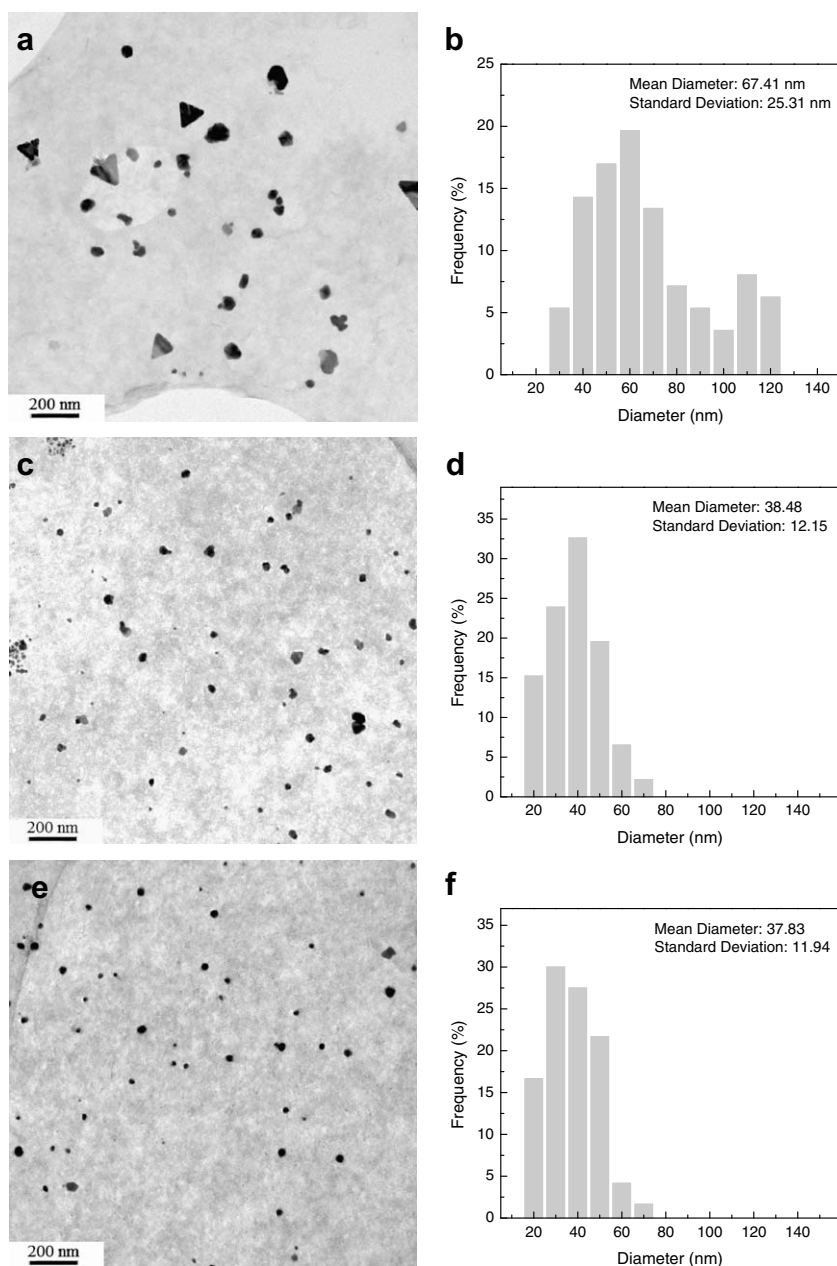 a
200 nm
b
Mean Diameter: 67.41 nm
Standard Deviation: 25.31 nm
25
20
15
10
5
0
Frequency (%)
20 40 60 80 100 120 140
Diameter (nm)
c
200 nm
d
Mean Diameter: 38.48
Standard Deviation: 12.15
35
30
25
20
15
10
5
0
Frequency (%)
20 40 60 80 100 120 140
Diameter (nm)
e
200 nm
f
Mean Diameter: 37.83
Standard Deviation: 11.94
35
30
25
20
15
10
5
0
Frequency (%)
20 40 60 80 100 120 140
Diameter (nm)